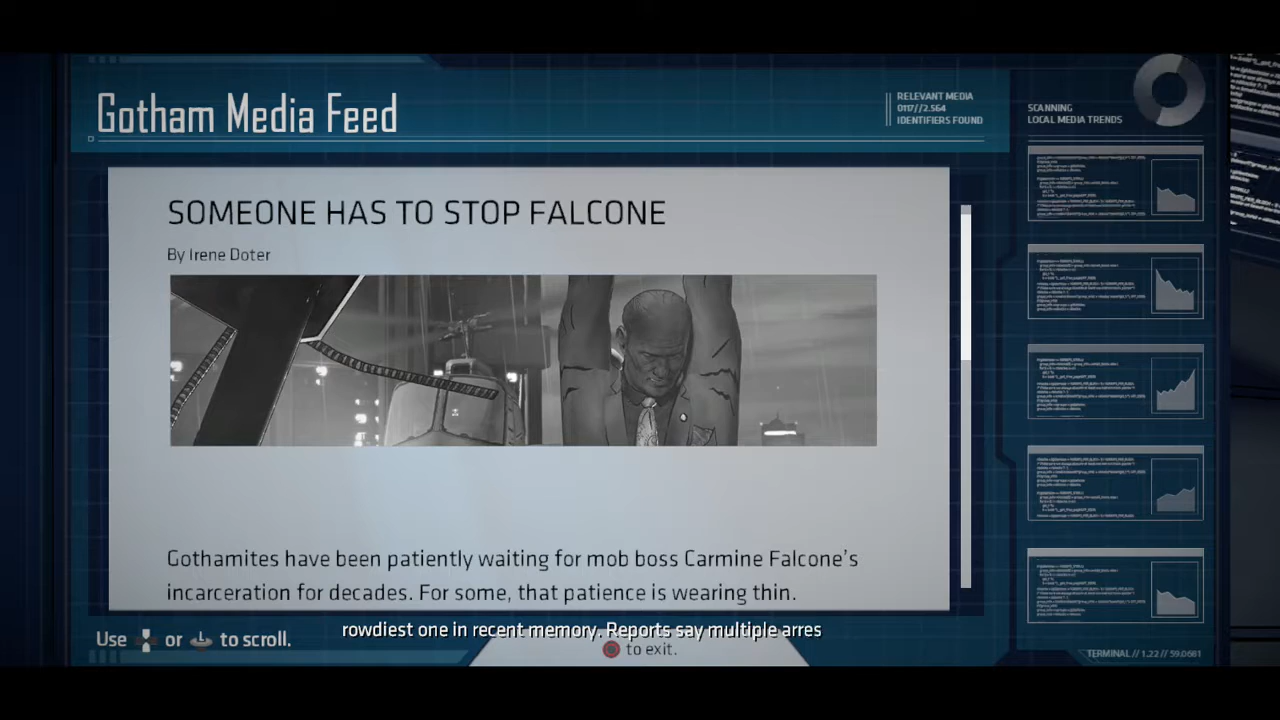 Gotham Media Feed
RELEVANT MEDIA
0117//2.564
IDENTIFIERS FOUND
SCANNING
LOCAL MEDIA TRENDS
SOMEONE HAS TO STOP FALCONE
By Irene Doter
Gothamites have been patiently waiting for mob boss Carmine Falcone's
incarceration for decades. For some, that patience is wearing thin.
rowdiest one in recent memory. Reports say multiple arres
Use or to scroll.
to exit.
TERMINAL // 1.22 // 59.0681